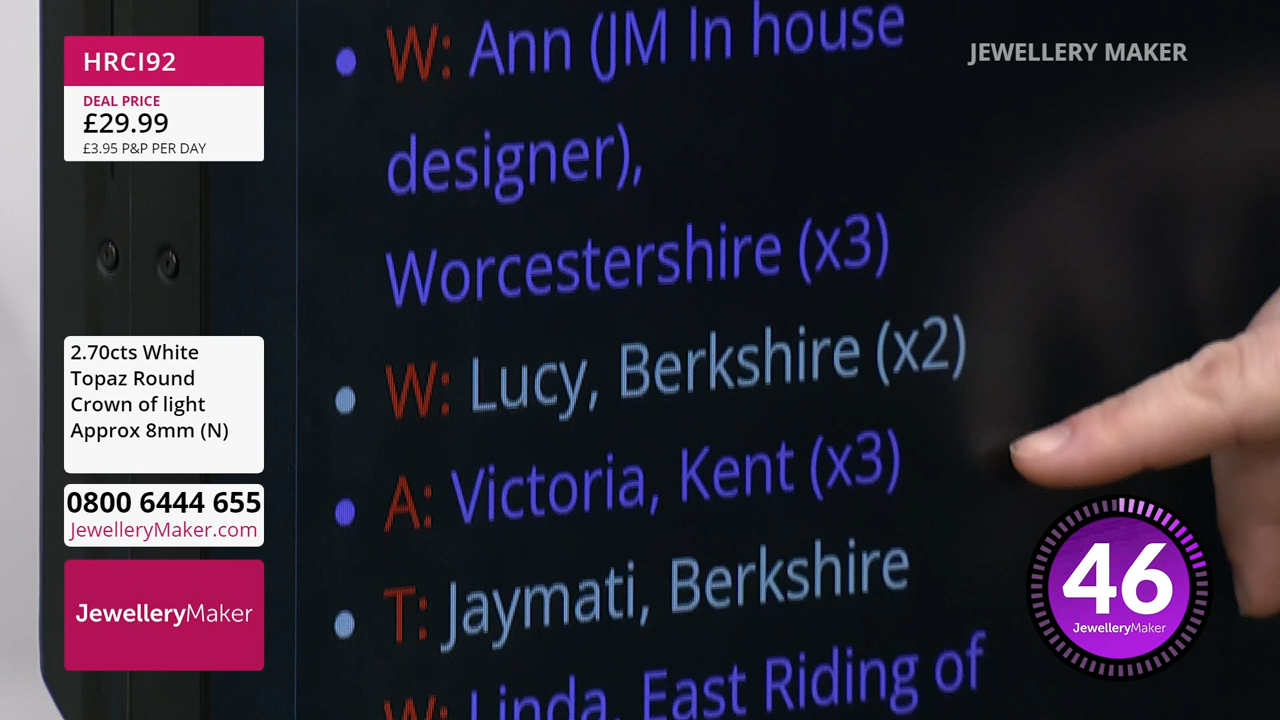 HRCI92
DEAL PRICE
£29.99
£3.95 P&P PER DAY
2.70cts White
Topaz Round
Crown of light
Approx 8mm (N)
0800 6444 655
JewelleryMaker.com
JewelleryMaker
JEWELLERY MAKER
• W: Ann (JM In house
designer),
Worcestershire (x3)
• W: Lucy, Berkshire (x2)
• A: Victoria, Kent (x3)
• T: Jaymati, Berkshire
W: Linda, East Riding of
46
JewelleryMaker